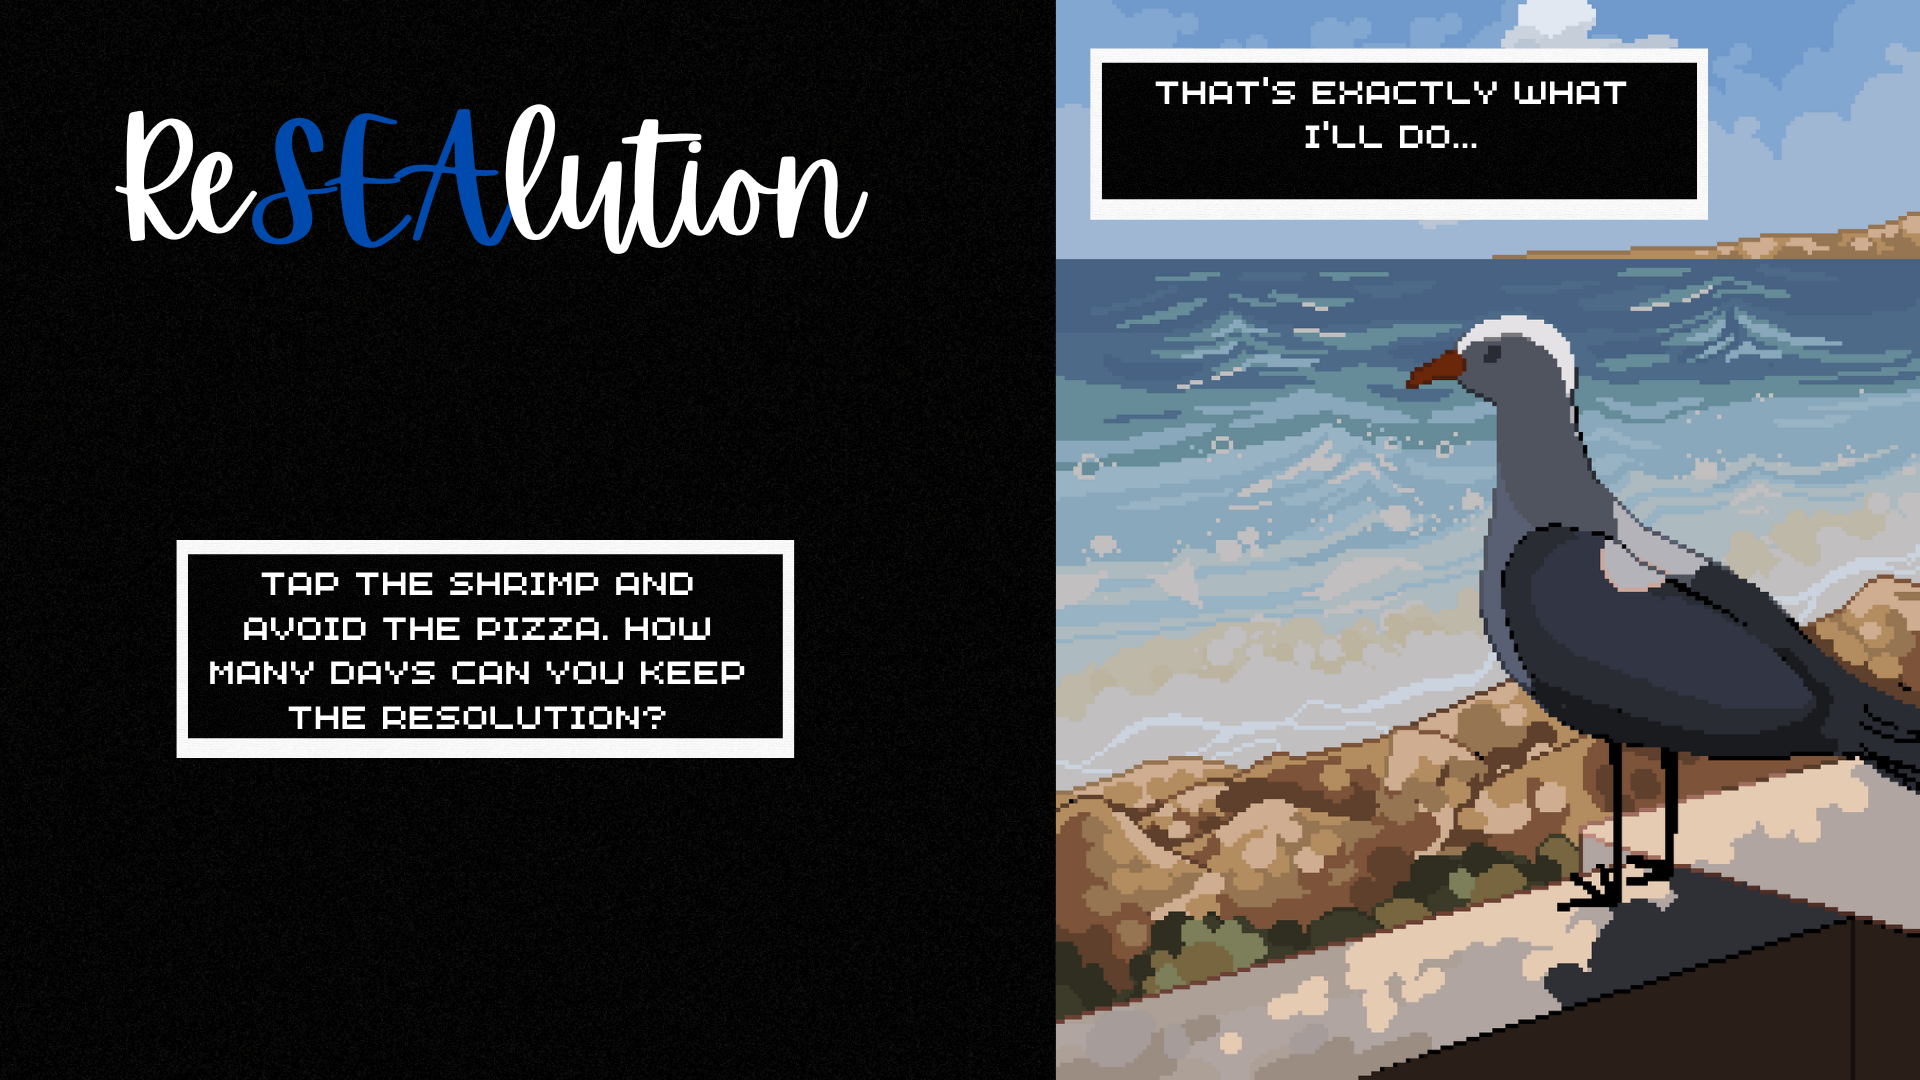 ReSEAlution
TAP THE SHRIMP AND
AVOID THE PIZZA. HOW
MANY DAYS CAN YOU KEEP
THE RESOLUTION?
THAT'S EXACTLY WHAT
I'LL DO...